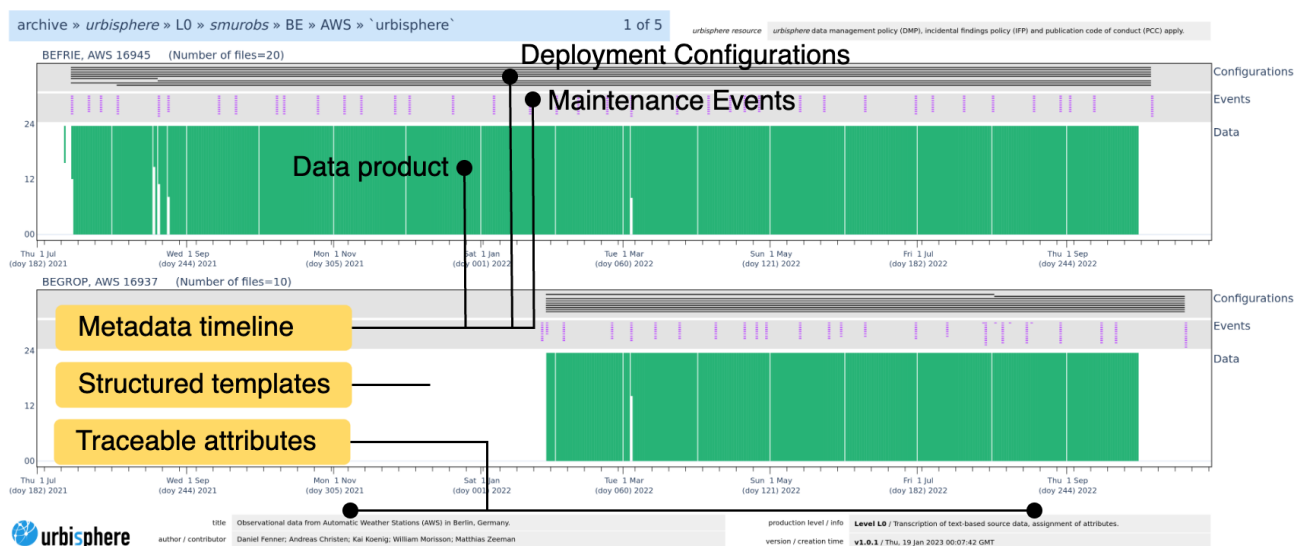 archive » urbisphere » L0 » smurobs » BE » AWS » `urbisphere` 1 of 5
urbisphere resource urbisphere data management policy (DMP), incidental findings policy (IFP) and publication code of conduct (PCC) apply.
BEFRIE, AWS 16945 (Number of files=20)
Deployment Configurations
Configurations
Maintenance Events
Events
24
Data
Data product
12
00
Thu 1 Jul Wed 1 Sep Mon 1 Nov Sat 1 Jan Tue 1 Mar Sun 1 May Fri 1 Jul Thu 1 Sep
(doy 182) 2021 (doy 244) 2021 (doy 305) 2021 (doy 001) 2022 (doy 060) 2022 (doy 121) 2022 (doy 182) 2022 (doy 244) 2022
BEGROP, AWS 16937 (Number of files=10)
Configurations
Metadata timeline
Events
24
Data
Structured templates
12
Traceable attributes
00
Thu 1 Jul Wed 1 Sep Mon 1 Nov Sat 1 Jan Tue 1 Mar Sun 1 May Fri 1 Jul Thu 1 Sep
(doy 182) 2021 (doy 244) 2021 (doy 305) 2021 (doy 001) 2022 (doy 060) 2022 (doy 121) 2022 (doy 182) 2022 (doy 244) 2022
urbisphere
title Observational data from Automatic Weather Stations (AWS) in Berlin, Germany. production level / info Level L0 / Transcription of text-based source data, assignment of attributes.
author / contributor Daniel Fenner; Andreas Christen; Kai Koenig; William Morisson; Matthias Zeeman version / creation time v1.0.1 / Thu, 19 Jan 2023 00:07:42 GMT